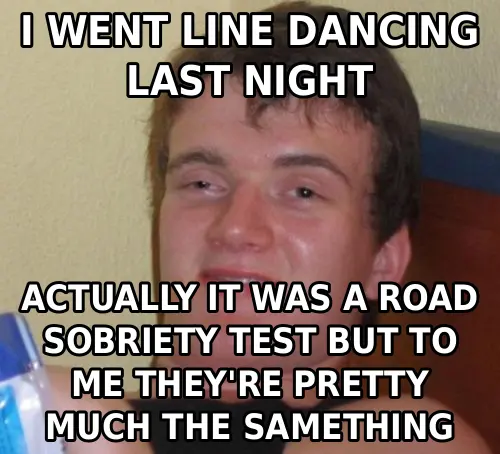 I WENT LINE DANCING
LAST NIGHT
ACTUALLY IT WAS A ROAD
SOBRIETY TEST BUT TO
ME THEY'RE PRETTY
MUCH THE SAMETHING